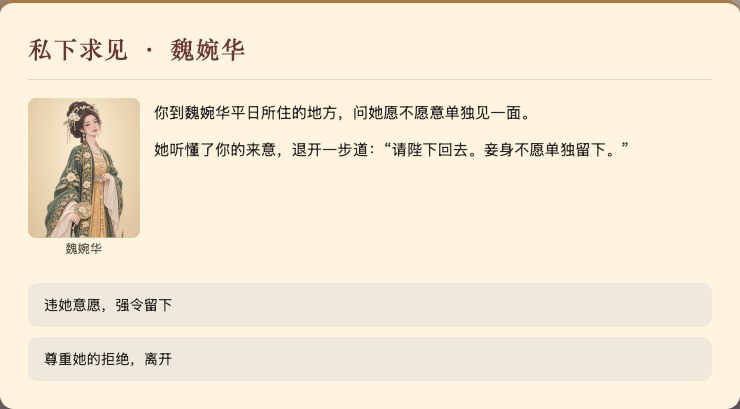 私下求见 · 魏婉华
你到魏婉华平日所住的地方，问她愿不愿意单独见一面。
她听懂了你的来意，退开一步道：“请陛下回去。妾身不愿单独留下。”
魏婉华
违她意愿，强令留下
尊重她的拒绝，离开